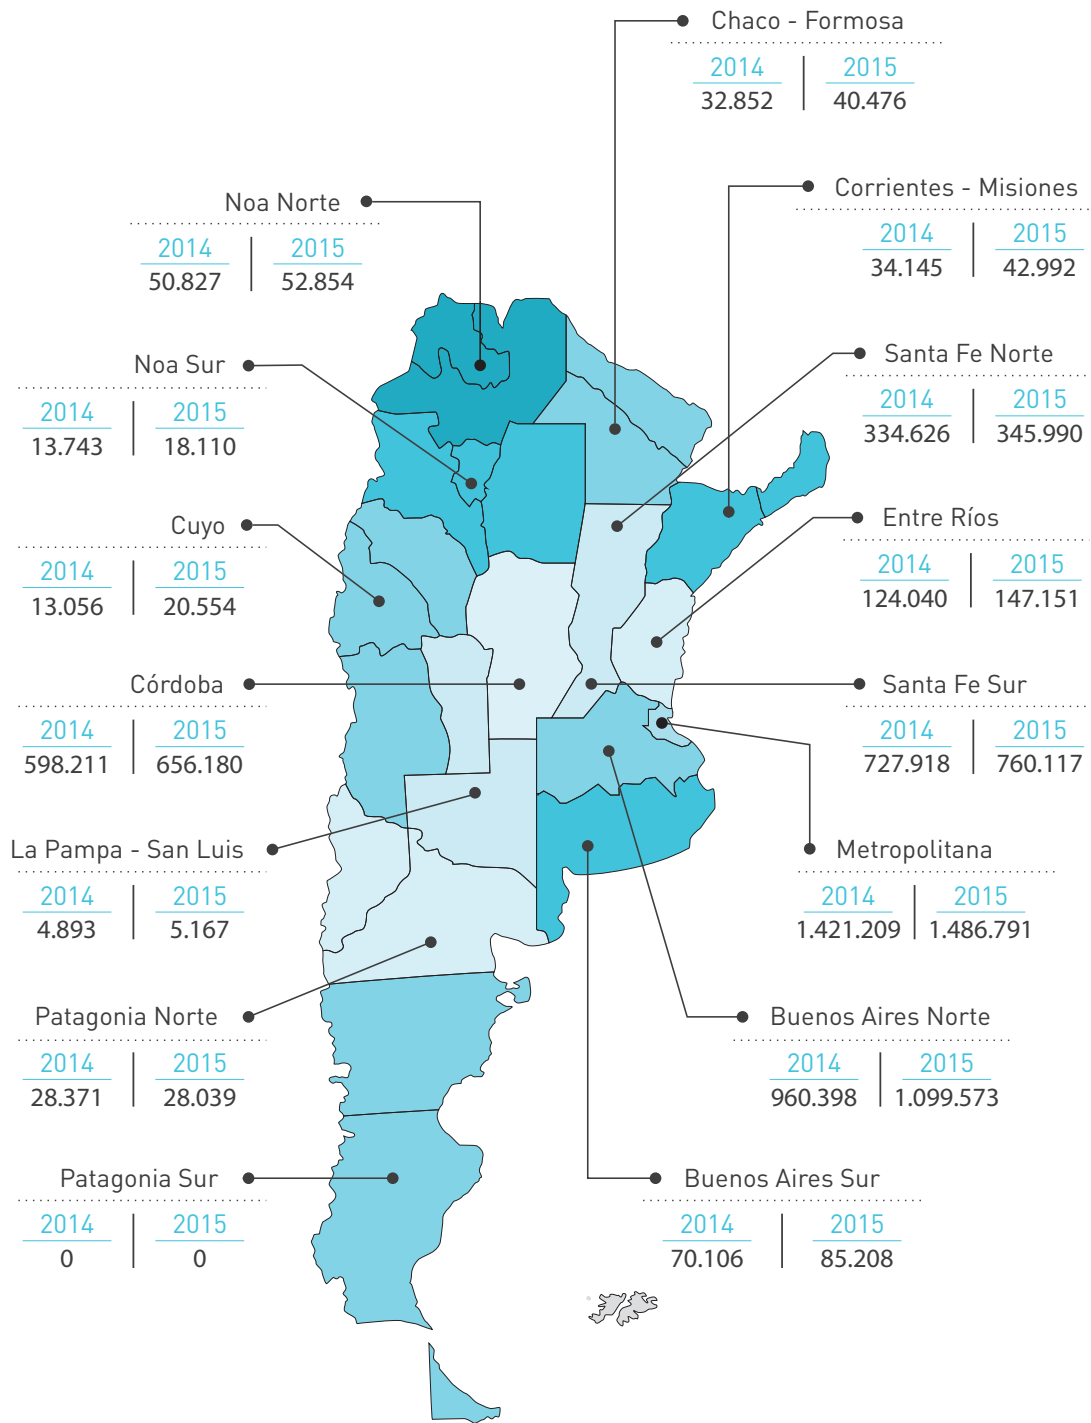 Chaco - Formosa
2014 2015
32.852 40.476
Corrientes - Misiones
2014 2015
34.145 42.992
Noa Norte
2014 2015
50.827 52.854
Santa Fe Norte
2014 2015
334.626 345.990
Noa Sur
2014 2015
13.743 18.110
Entre Ríos
2014 2015
124.040 147.151
Cuyo
2014 2015
13.056 20.554
Santa Fe Sur
2014 2015
727.918 760.117
Córdoba
2014 2015
598.211 656.180
Metropolitana
2014 2015
1.421.209 1.486.791
La Pampa - San Luis
2014 2015
4.893 5.167
Buenos Aires Norte
2014 2015
960.398 1.099.573
Patagonia Norte
2014 2015
28.371 28.039
Buenos Aires Sur
2014 2015
70.106 85.208
Patagonia Sur
2014 2015
0 0